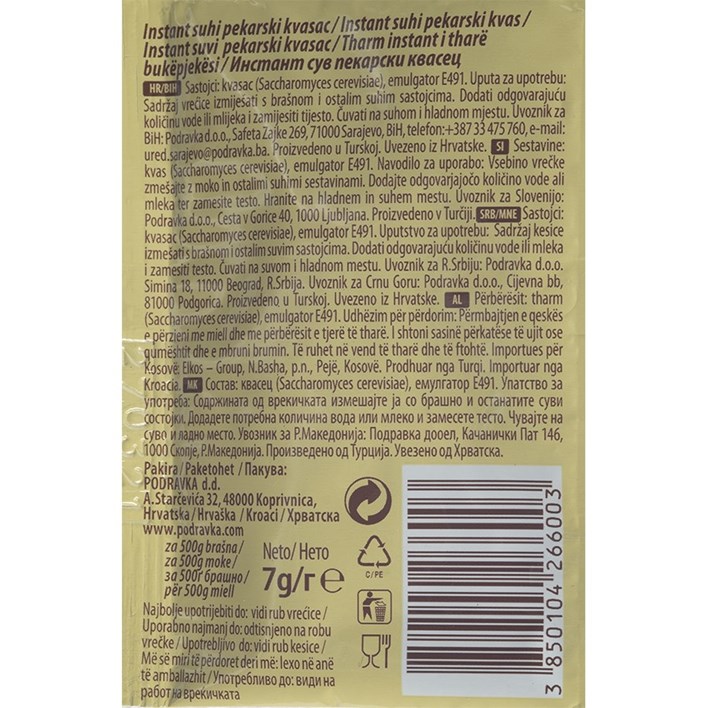 Instant suhi pekarski kvasac / Instant suhi pekarski kvas /
Instant suvi pekarski kvasac / Tharm instant i tharë
bukëpjekësi / Инстант сув пекарски квасец
HR/BIH Sastojci: kvasac (Saccharomyces cerevisiae), emulgator E491. Uputa za upotrebu:
Sadržaj vrećice izmiješati s brašnom i ostalim suhim sastojcima. Dodati odgovarajuću
količinu vode ili mlijeka i zamijesiti tijesto. Čuvati na suhom i hladnom mjestu. Uvoznik za
BiH: Podravka d.o.o., Safeta Zajke 269, 71000 Sarajevo, BiH, telefon:+387 33 475 760, e-mail:
ured.sarajevo@podravka.ba. Proizvedeno u Turskoj. Uvezeno iz Hrvatske. SI Sestavine:
kvas (Saccharomyces cerevisiae), emulgator E491. Navodilo za uporabo: Vsebino vrečke
zmešajte z moko in ostalimi suhimi sestavinami. Dodajte odgovarjajočo količino vode ali
mleka ter zamesite testo. Hranite na hladnem in suhem mestu. Uvoznik za Slovenijo:
Podravka d.o.o., Cesta v Gorice 40, 1000 Ljubljana. Proizvedeno v Turčiji. SRB/MNE Sastojci:
kvasac (Saccharomyces cerevisiae), emulgator E491. Uputstvo za upotrebu: Sadržaj kesice
izmešati s brašnom i ostalim suvim sastojcima. Dodati odgovarajuću količinu vode ili mleka
i zamesiti testo. Čuvati na suvom i hladnom mestu. Uvoznik za R.Srbiju: Podravka d.o.o.
Simina 18, 11000 Beograd, R.Srbija. Uvoznik za Crnu Goru: Podravka d.o.o., Cijevna bb,
81000 Podgorica. Proizvedeno u Turskoj. Uvezeno iz Hrvatske. AL Përbërësit: tharm
(Saccharomyces cerevisiae), emulgator E491. Udhëzim për përdorim: Përmbajtjen e qeskës
e përzieni me miell dhe me përbërësit e tjerë të tharë. I shtoni sasinë përkatëse të ujit ose
qumështit dhe e mbruni brumin. Të ruhet në vend të tharë dhe të ftohtë. Importues për
Kosovë: Elkos – Group, N.Basha, p.n., Pejë, Kosovë. Prodhuar nga Turqi. Importuar nga
Kroacia. MK Состав: квасец (Saccharomyces cerevisiae), емулгатор Е491. Упатство за
употреба: Содржината од врекичката измешајте ја со брашно и останатите суви
состојки. Додадете потребна количина вода или млеко и замесете тесто. Чувајте на
суво и ладно место. Увозник за Р.Македонија: Подравка дооел, Качанички Пат 146,
1000 Скопје, Р.Македонија. Произведено од Турција. Увезено од Хрватска.
Pakira / Paketohet / Пакува:
PODRAVKA d.d.
A. Starčevića 32, 48000 Koprivnica,
Hrvatska / Hrvaška / Kroaci / Хрватска
www.podravka.com
za 500g brašna/
za 500g moke/
за 500г брашно/
për 500g miell
Neto/ Нето
7g/г e
C/PE
Najbolje upotrijebiti do: vidi rub vrećice /
Uporabno najmanj do: odtisnjeno na robu
vrečke / Upotrebljivo do: vidi rub kesice /
Më së miri të përdoret deri më: lexo në anë
të amballazhit / Употребливо до: види на
работ на врекичката
3 850104 266003